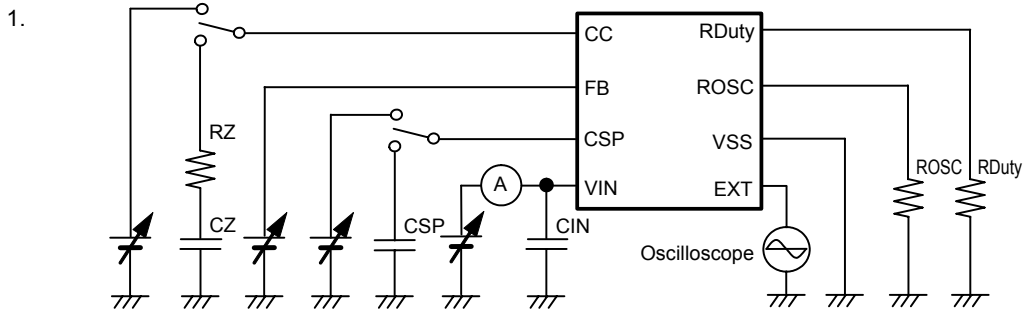 1.
CC
RDuty
FB
ROSC
RZ
CSP
VSS
ROSC RDuty
A
VIN
EXT
CZ
CSP
CIN
Oscilloscope